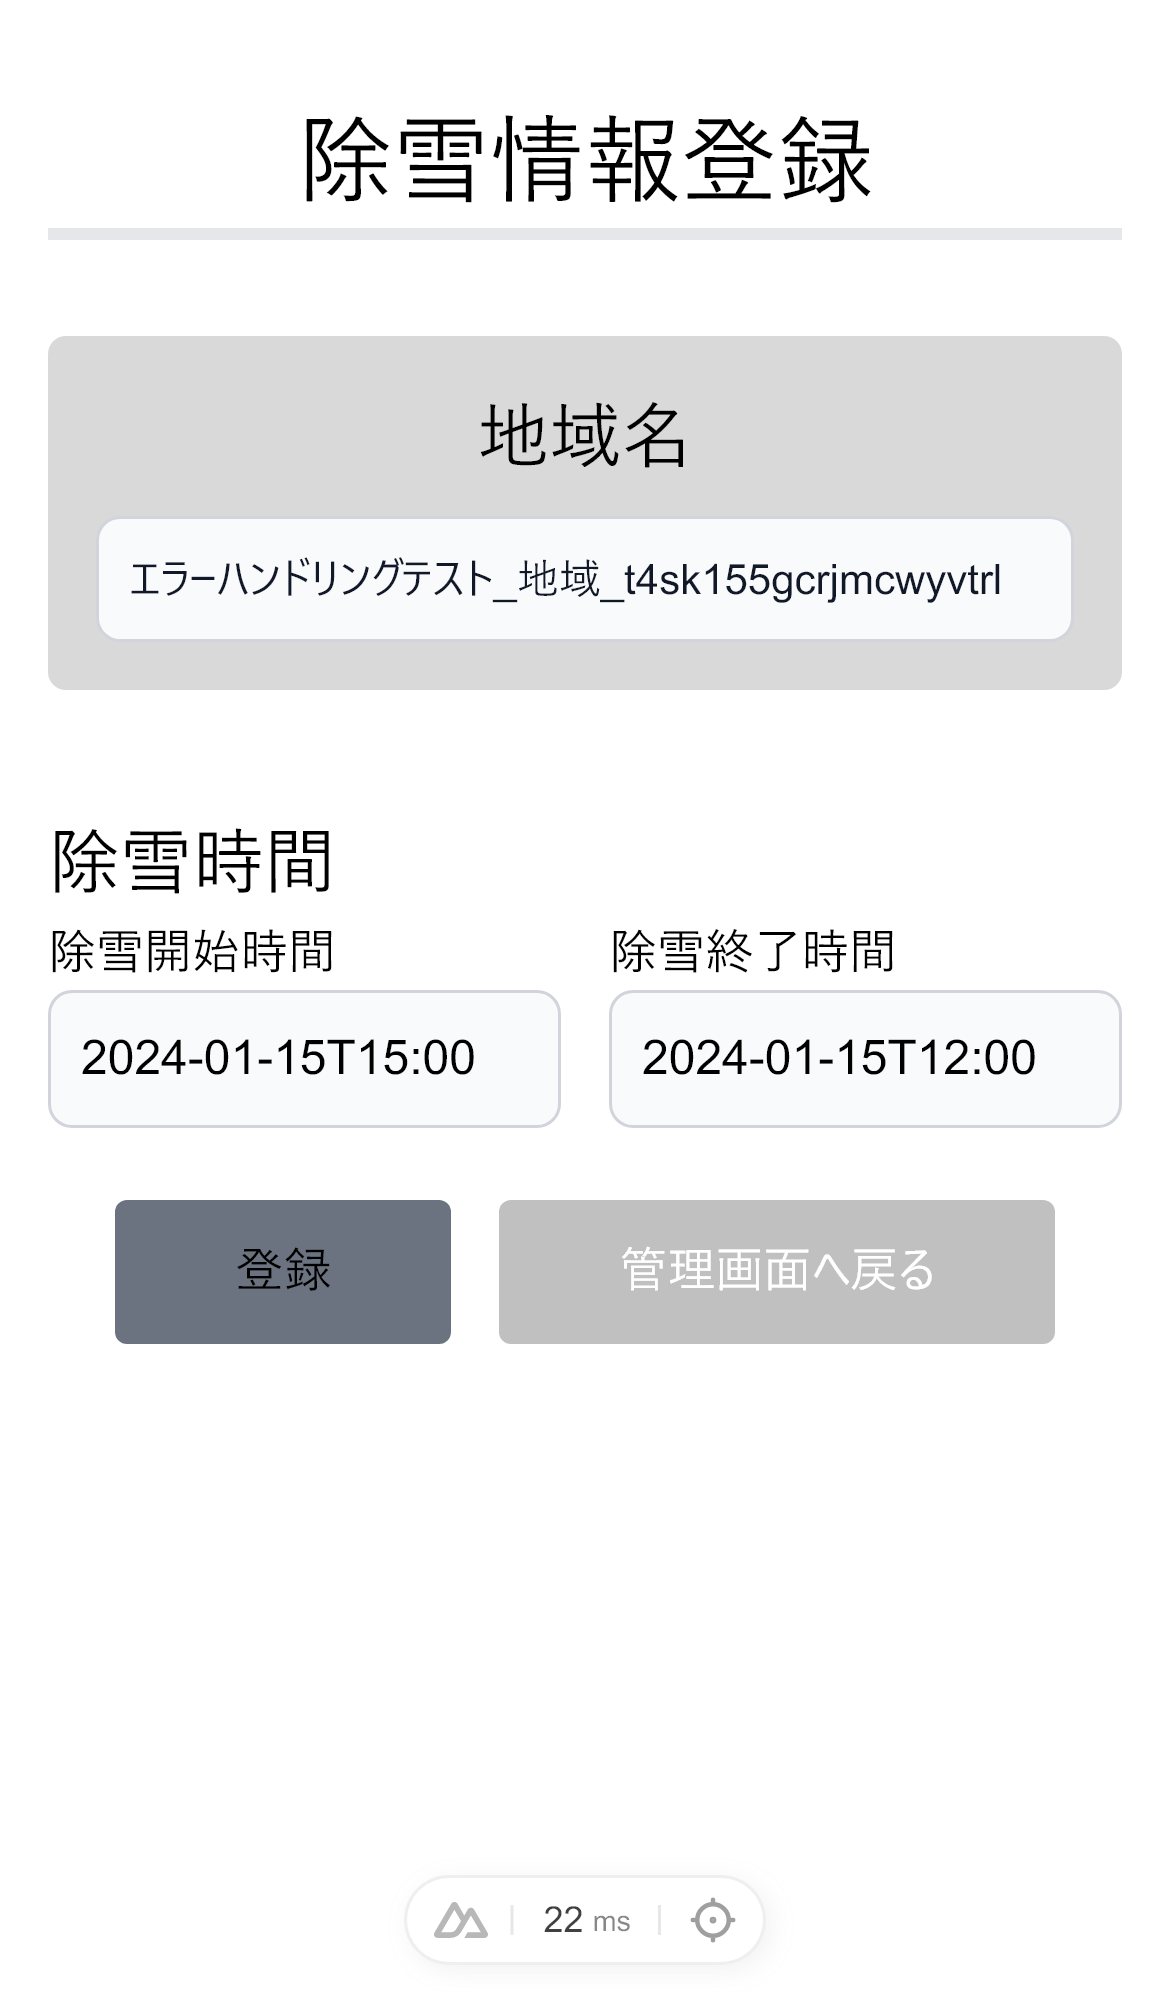 除雪情報登録
地域名
エラーハンドリングテスト_地域_t4sk155gcrjmcwyvtrl
除雪時間
除雪開始時間 除雪終了時間
2024-01-15T15:00 2024-01-15T12:00
登録 管理画面へ戻る
22 ms